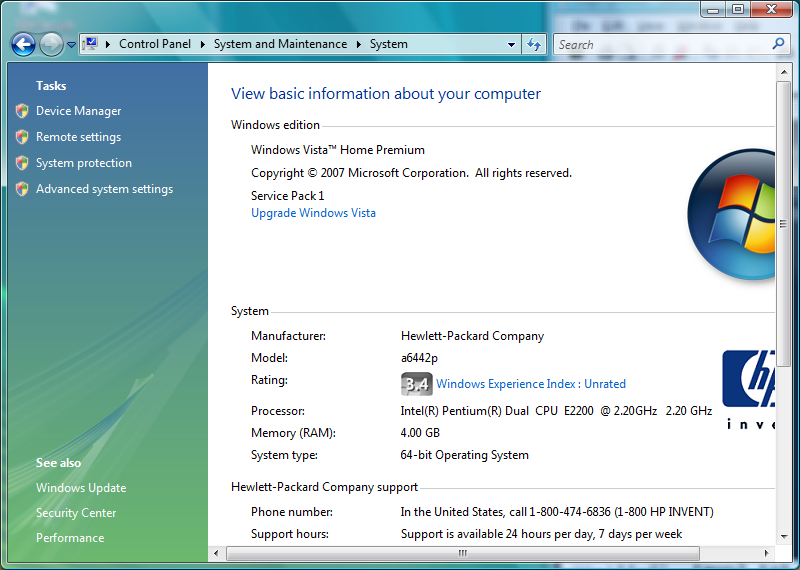 Control Panel System and Maintenance System
Search
Tasks
Device Manager
Remote settings
System protection
Advanced system settings
See also
Windows Update
Security Center
Performance
View basic information about your computer
Windows edition
Windows Vista™ Home Premium
Copyright © 2007 Microsoft Corporation. All rights reserved.
Service Pack 1
Upgrade Windows Vista
System
Manufacturer: Hewlett-Packard Company
Model: a6442p
Rating: 3.4 Windows Experience Index : Unrated
Processor: Intel(R) Pentium(R) Dual CPU E2200 @ 2.20GHz 2.20 GHz
Memory (RAM): 4.00 GB
System type: 64-bit Operating System
hp
inve
Hewlett-Packard Company support
Phone number: In the United States, call 1-800-474-6836 (1-800 HP INVENT)
Support hours: Support is available 24 hours per day, 7 days per week